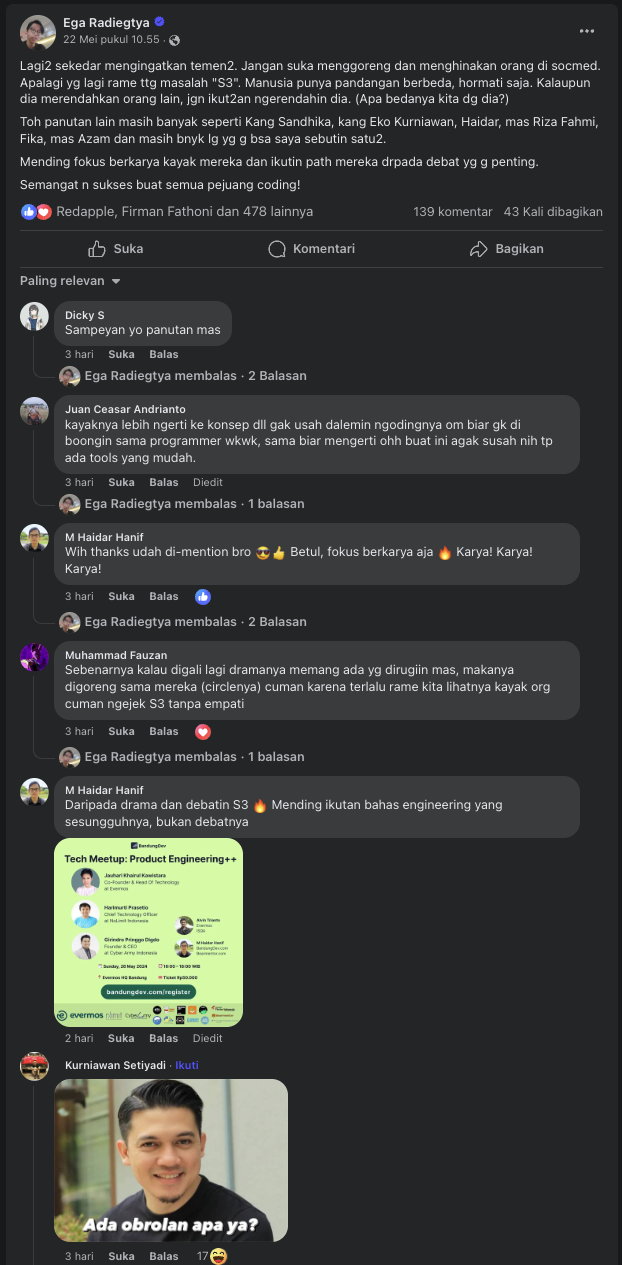 Ega Radiegtya
22 Mei pukul 10.55 ·
Lagi2 sekedar mengingatkan temen2. Jangan suka menggoreng dan menghinakan orang di socmed.
Apalagi yg lagi rame ttg masalah "S3". Manusia punya pandangan berbeda, hormati saja. Kalaupun
dia merendahkan orang lain, jgn ikut2an ngerendahin dia. (Apa bedanya kita dg dia?)
Toh panutan lain masih banyak seperti Kang Sandhika, kang Eko Kurniawan, Haidar, mas Riza Fahmi,
Fika, mas Azam dan masih bnyk lg yg g bsa saya sebutin satu2.
Mending fokus berkarya kayak mereka dan ikutin path mereka drpada debat yg g penting.
Semangat n sukses buat semua pejuang coding!
Redapple, Firman Fathoni dan 478 lainnya 139 komentar 43 Kali dibagikan
Suka Komentari Bagikan
Paling relevan
Dicky S
Sampeyan yo panutan mas
3 hari Suka Balas
Ega Radiegtya membalas · 2 Balasan
Juan Ceasar Andrianto
kayaknya lebih ngerti ke konsep dll gak usah dalemin ngodingnya om biar gk di
boongin sama programmer wkwk, sama biar mengerti ohh buat ini agak susah nih tp
ada tools yang mudah.
3 hari Suka Balas Diedit
Ega Radiegtya membalas · 1 balasan
M Haidar Hanif
Wih thanks udah di-mention bro 😎👍 Betul, fokus berkarya aja 🔥 Karya! Karya!
Karya!
3 hari Suka Balas
Ega Radiegtya membalas · 2 Balasan
Muhammad Fauzan
Sebenarnya kalau digali lagi dramanya memang ada yg dirugiin mas, makanya
digoreng sama mereka (circlenya) cuman karena terlalu rame kita lihatnya kayak org
cuman ngejek S3 tanpa empati
3 hari Suka Balas
Ega Radiegtya membalas · 1 balasan
M Haidar Hanif
Daripada drama dan debatin S3 🔥 Mending ikutan bahas engineering yang
sesungguhnya, bukan debatnya
BandungDev
Tech Meetup: Product Engineering++
Jauhari Khairul Kawistara
Co-Founder & Head Of Technology
at Evermos
Harimurti Prasetio
Chief Technology Officer
at NoLimit Indonesia
Girindro Pringgo Digdo
Founder & CEO
at Cyber Army Indonesia
M Haidar Hanif
Sunday, 26 May 2024
Evermos HQ Bandung Ticket Rp50.000
bandungdev.com/register
evermos
2 hari Suka Balas Diedit
Kurniawan Setiyadi · Ikuti
Ada obrolan apa ya?
3 hari Suka Balas 17